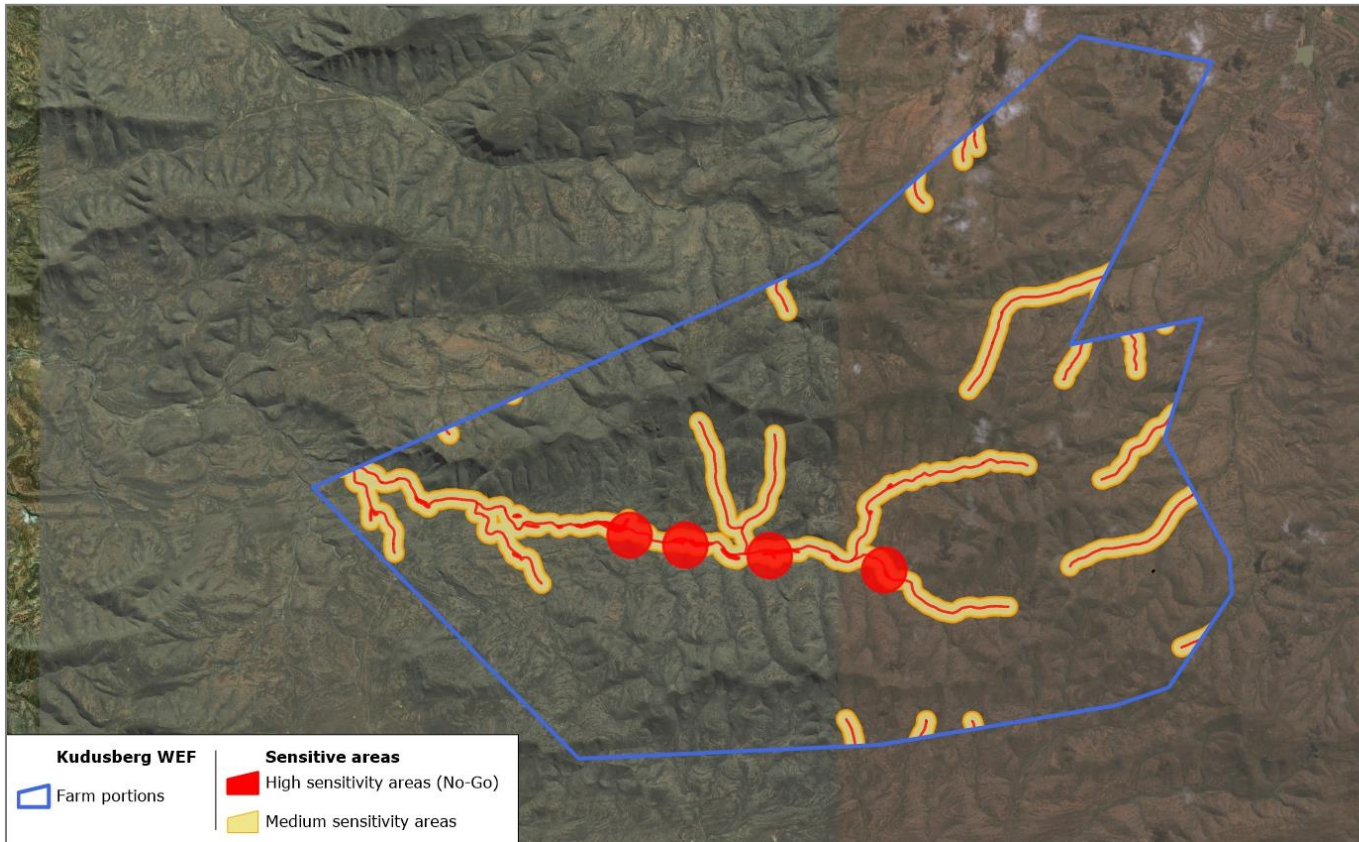 Kudusberg WEF
Farm portions
Sensitive areas
High sensitivity areas (No-Go)
Medium sensitivity areas